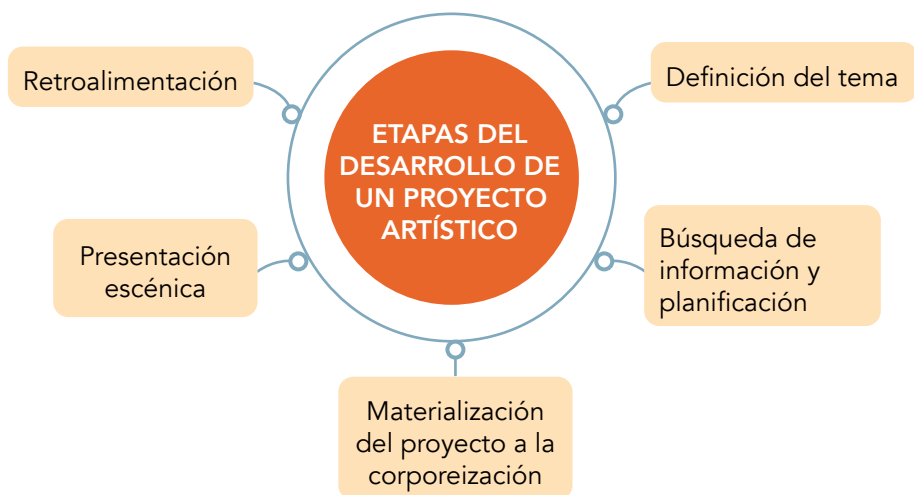 ETAPAS DEL
DESARROLLO DE
UN PROYECTO
ARTÍSTICO
Definición del tema
Búsqueda de
información y
planificación
Materialización
del proyecto a la
corporeización
Presentación
escénica
Retroalimentación